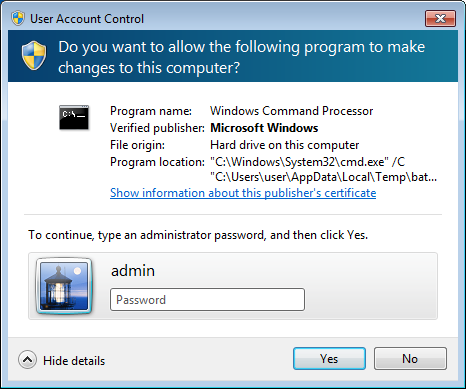 User Account Control
Do you want to allow the following program to make
changes to this computer?
C:\.
Program name: Windows Command Processor
Verified publisher: Microsoft Windows
File origin: Hard drive on this computer
Program location: "C:\Windows\System32\cmd.exe" /C
"C:\Users\user\AppData\Local\Temp\bat...
Show information about this publisher's certificate
To continue, type an administrator password, and then click Yes.
admin
Password
Hide details
Yes
No